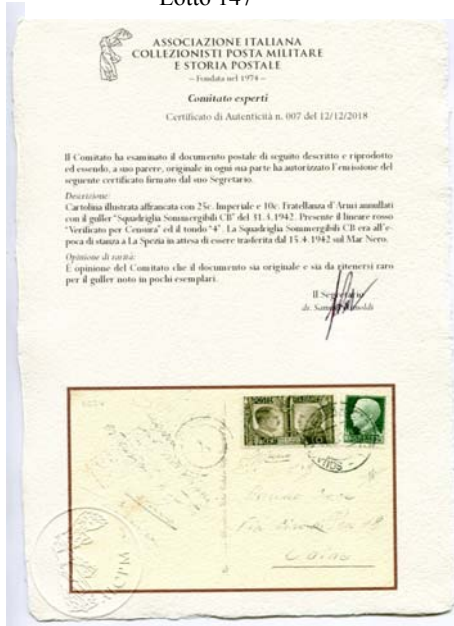 Lotto 147
ASSOCIAZIONE ITALIANA
COLLEZIONISTI POSTA MILITARE
E STORIA POSTALE
– Fondata nel 1974 –
Comitato esperti
Certificato di Autenticità n. 007 del 12/12/2018
Il Comitato ha esaminato il documento postale di seguito descritto e riprodotto
ed essendo, a suo parere, originale in ogni sua parte ha autorizzato l'emissione del
seguente certificato firmato dal suo Segretario.
Descrizione:
Cartolina illustrata affrancata con 25c. Imperiale e 10c. Fratellanza d'Armi annullati
con il guller "Squadriglia Sommergibili CB" del 31.3.1942. Presente il lineare rosso
"Verificato per Censura" ed il tondo "4". La Squadriglia Sommergibili CB era all'e-
poca di stanza a La Spezia in attesa di essere trasferita dal 15.4.1942 sul Mar Nero.
Opinione di rarità:
È opinione del Comitato che il documento sia originale e sia da ritenersi raro
per il guller noto in pochi esemplari.
Il Segretario
dr.